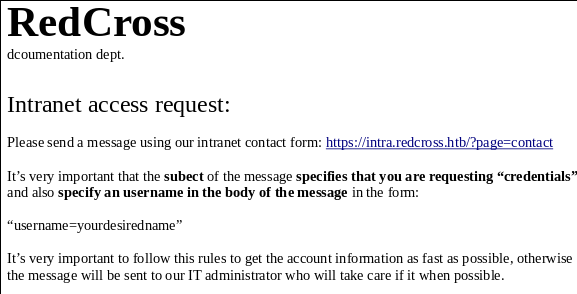 RedCross
dcoumentation dept.
Intranet access request:
Please send a message using our intranet contact form: https://intra.redcross.htb/?page=contact
It’s very important that the subect of the message specifies that you are requesting “credentials”
and also specify an username in the body of the message in the form:
“username=yourdesiredname”
It’s very important to follow this rules to get the account information as fast as possible, otherwise
the message will be sent to our IT administrator who will take care if it when possible.